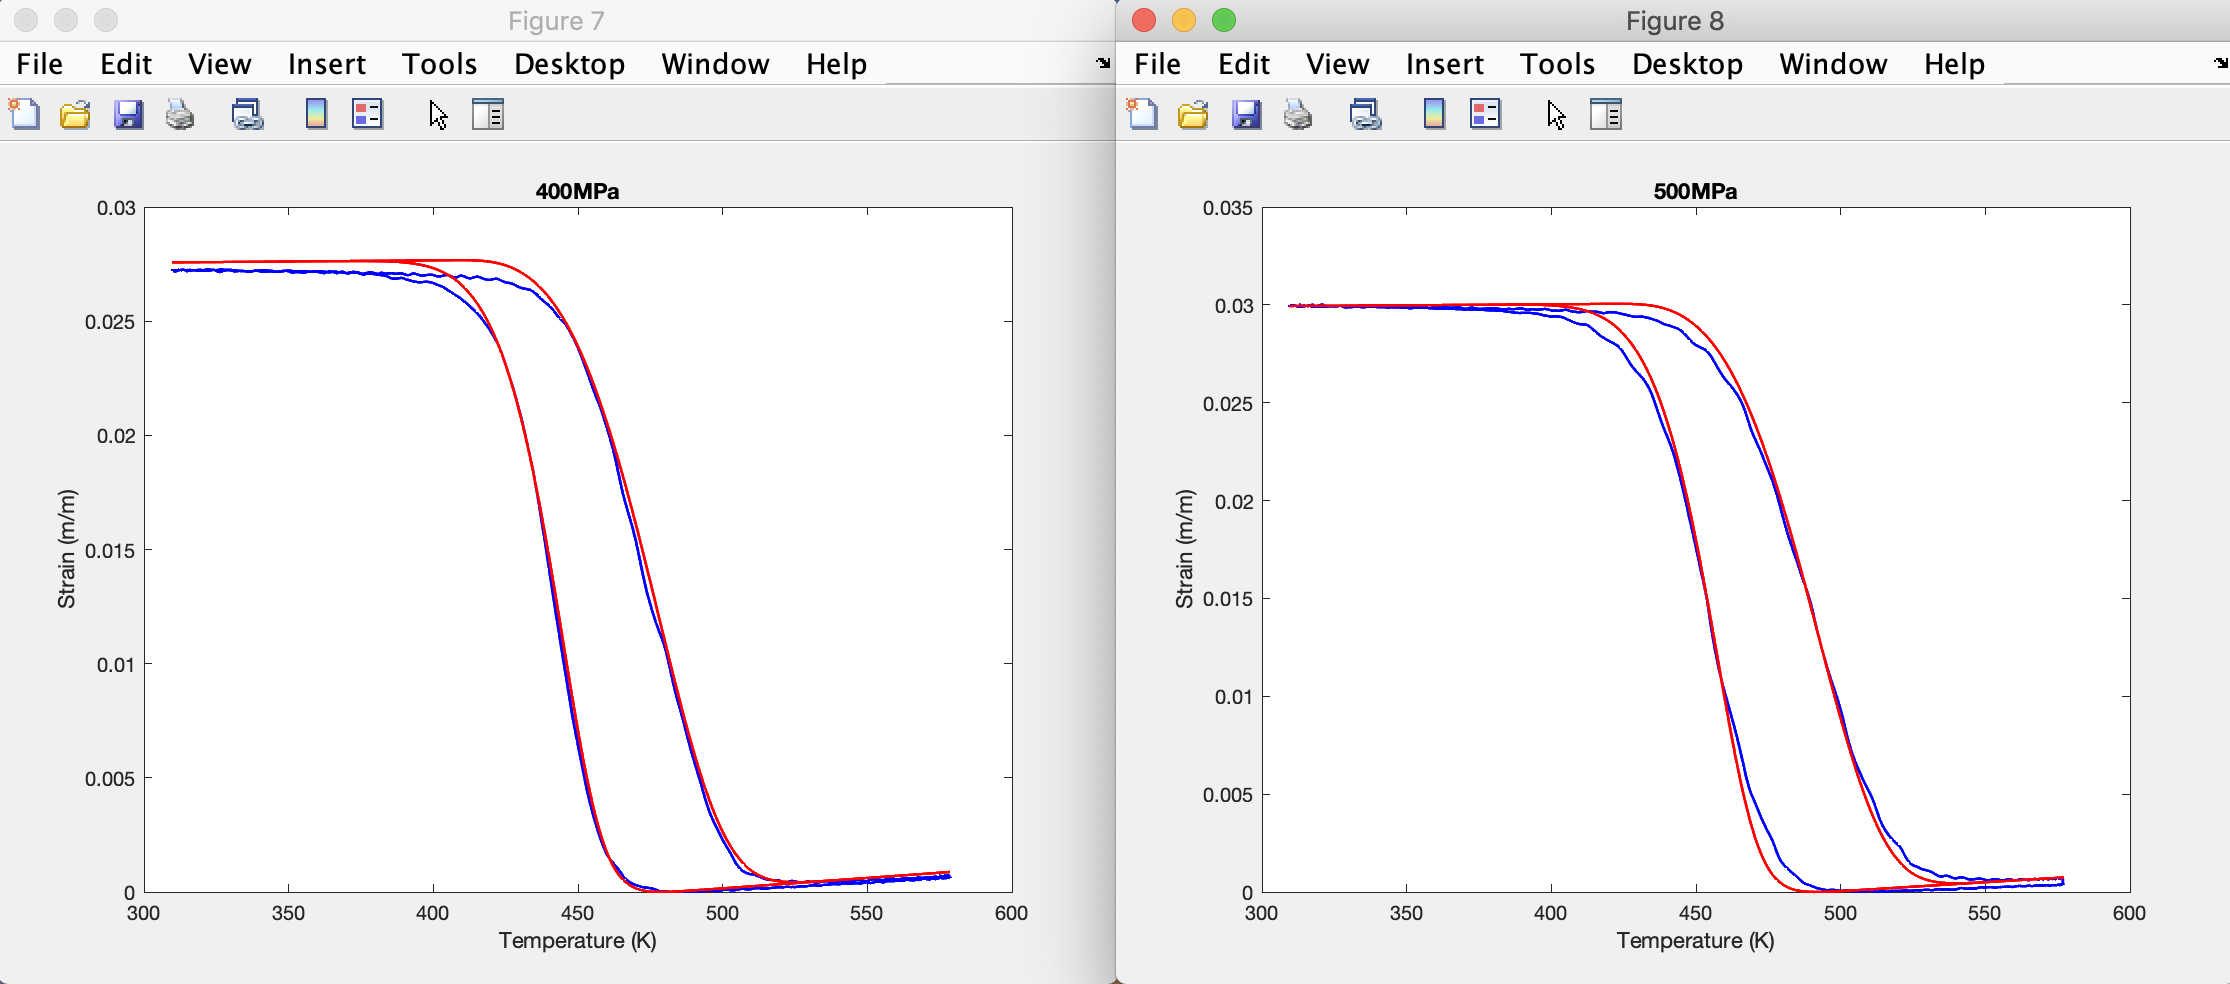 Figure 7
File Edit View Insert Tools Desktop Window Help
400MPa
0.03
0.025
0.02
0.015
0.01
0.005
0
Strain (m/m)
300 350 400 450 500 550 600
Temperature (K)
Figure 8
File Edit View Insert Tools Desktop Window Help
500MPa
0.035
0.03
0.025
0.02
0.015
0.01
0.005
0
Strain (m/m)
300 350 400 450 500 550 600
Temperature (K)